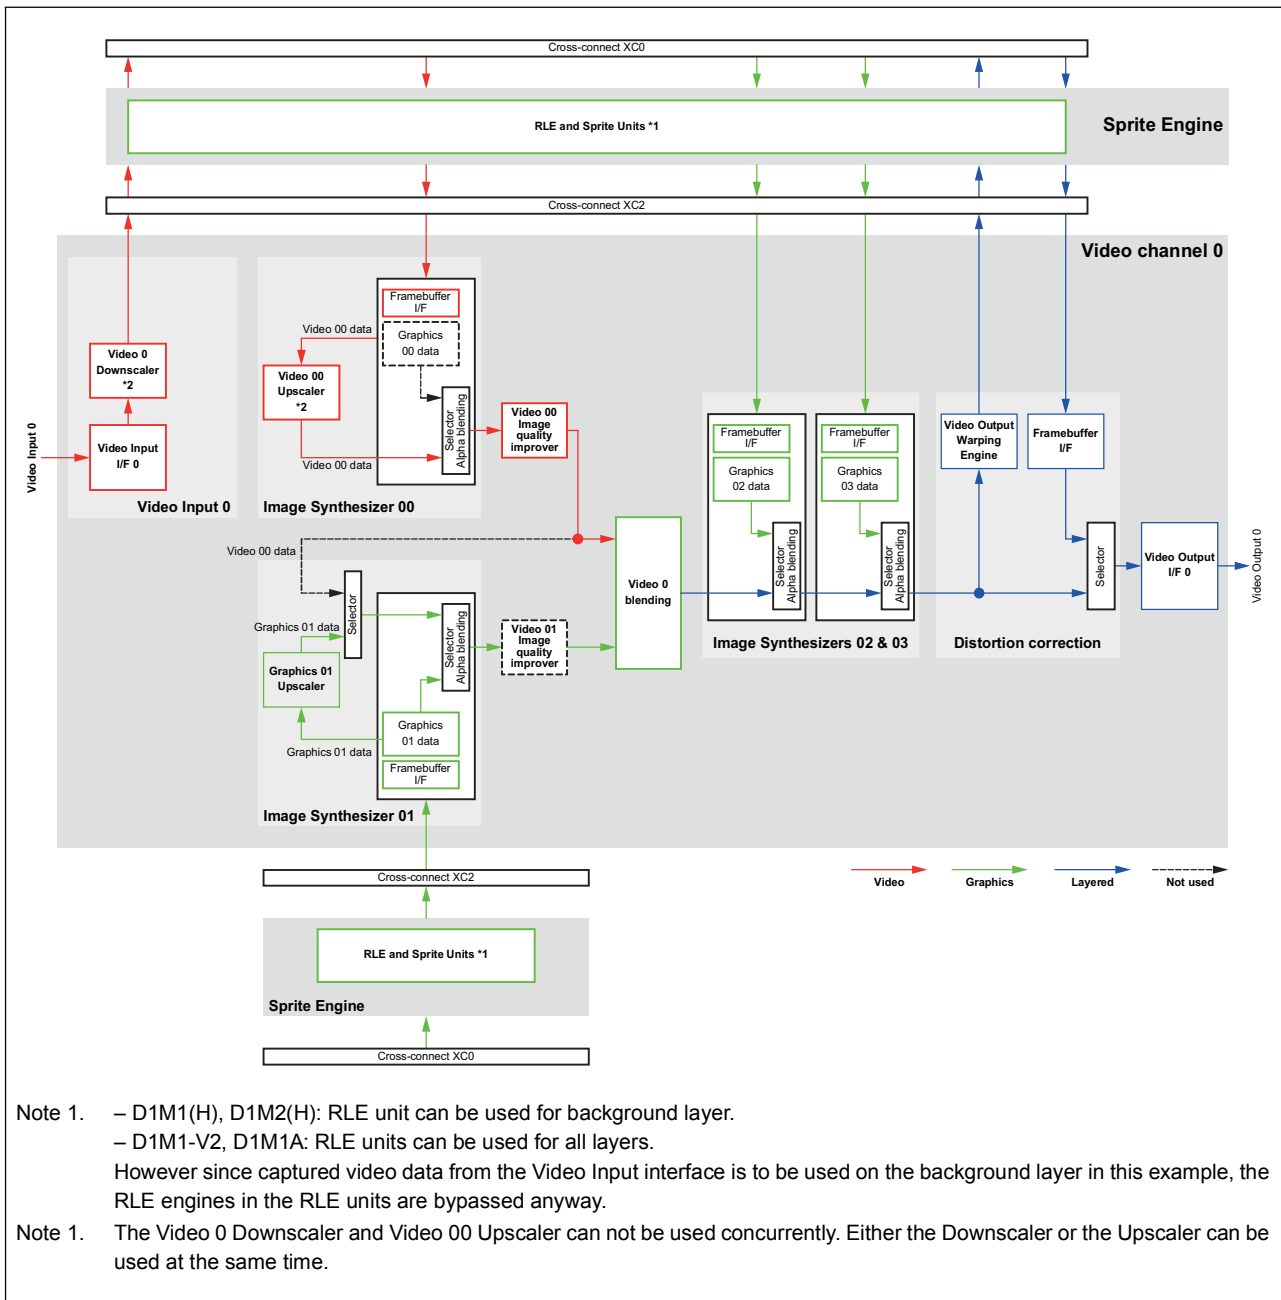 Cross-connect XC0
RLE and Sprite Units *1
Sprite Engine
Cross-connect XC2
Video channel 0
Framebuffer
I/F
Video 00 data
Graphics
00 data
Video 0
Downscaler
*2
Video 00
Upscaler
*2
Selector
Alpha blending
Video 00
Image
quality
improver
Video Input 0
Video Input
I/F 0
Video 00 data
Video Input 0
Image Synthesizer 00
Framebuffer
I/F
Graphics
02 data
Selector
Alpha blending
Framebuffer
I/F
Graphics
03 data
Selector
Alpha blending
Image Synthesizers 02 & 03
Video Output
Warping
Engine
Framebuffer
I/F
Selector
Distortion correction
Video Output
I/F 0
Video Output 0
Video 00 data
Video 0
blending
Selector
Selector
Alpha blending
Graphics 01 data
Video 01
Image
quality
improver
Graphics 01
Upscaler
Graphics
01 data
Graphics 01 data
Framebuffer
I/F
Image Synthesizer 01
Cross-connect XC2
Video
Graphics
Layered
Not used
RLE and Sprite Units *1
Sprite Engine
Cross-connect XC0
Note 1. – D1M1(H), D1M2(H): RLE unit can be used for background layer.
– D1M1-V2, D1M1A: RLE units can be used for all layers.
However since captured video data from the Video Input interface is to be used on the background layer in this example, the
RLE engines in the RLE units are bypassed anyway.
Note 1. The Video 0 Downscaler and Video 00 Upscaler can not be used concurrently. Either the Downscaler or the Upscaler can be
used at the same time.